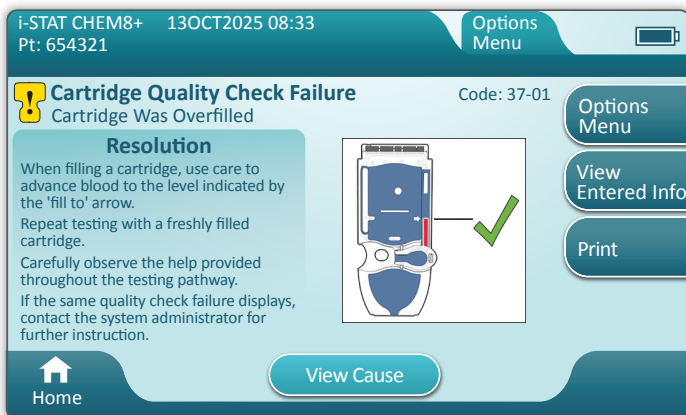 i-STAT CHEM8+ 13OCT2025 08:33
Pt: 654321
Options
Menu
Cartridge Quality Check Failure
Code: 37-01
Cartridge Was Overfilled
Resolution
When filling a cartridge, use care to
advance blood to the level indicated by
the 'fill to' arrow.
Repeat testing with a freshly filled
cartridge.
Carefully observe the help provided
throughout the testing pathway.
If the same quality check failure displays,
contact the system administrator for
further instruction.
Options
Menu
View
Entered Info
Print
View Cause
Home